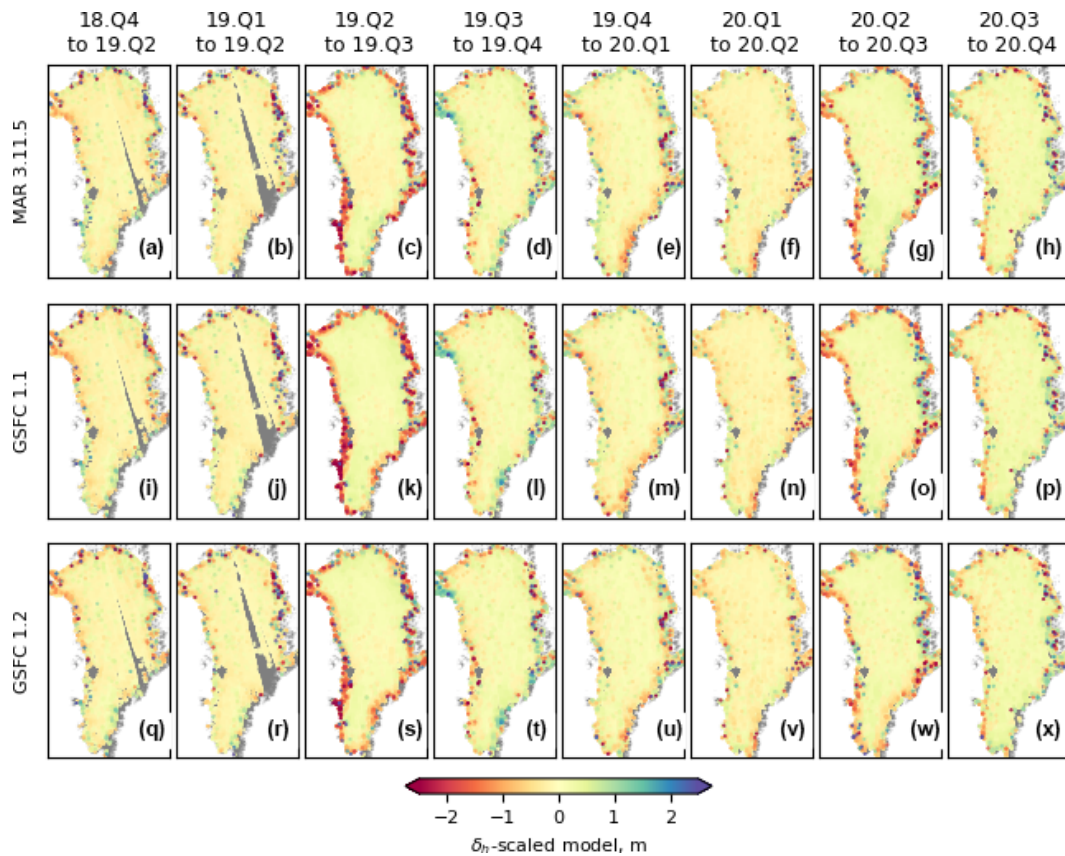 18.Q4 19.Q1 19.Q2 19.Q3 19.Q4 20.Q1 20.Q2 20.Q3
to 19.Q2 to 19.Q2 to 19.Q3 to 19.Q4 to 20.Q1 to 20.Q2 to 20.Q3 to 20.Q4
MAR 3.11.5
(a) (b) (c) (d) (e) (f) (g) (h)
GSFC 1.1
(i) (j) (k) (l) (m) (n) (o) (p)
GSFC 1.2
(q) (r) (s) (t) (u) (v) (w) (x)
−2 −1 0 1 2
δh-scaled model, m